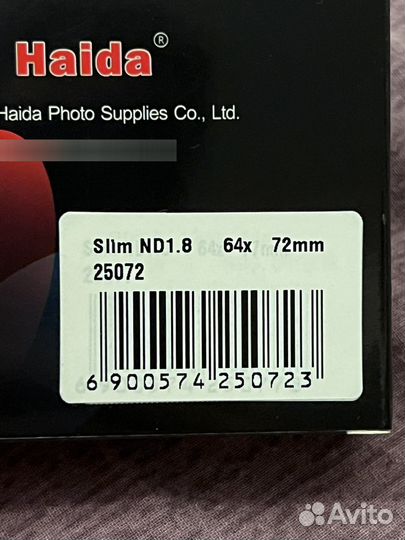 Haida®
Haida Photo Supplies Co., Ltd.
Slim ND1.8 64x 72mm
25072
6 900574 250723
Avito